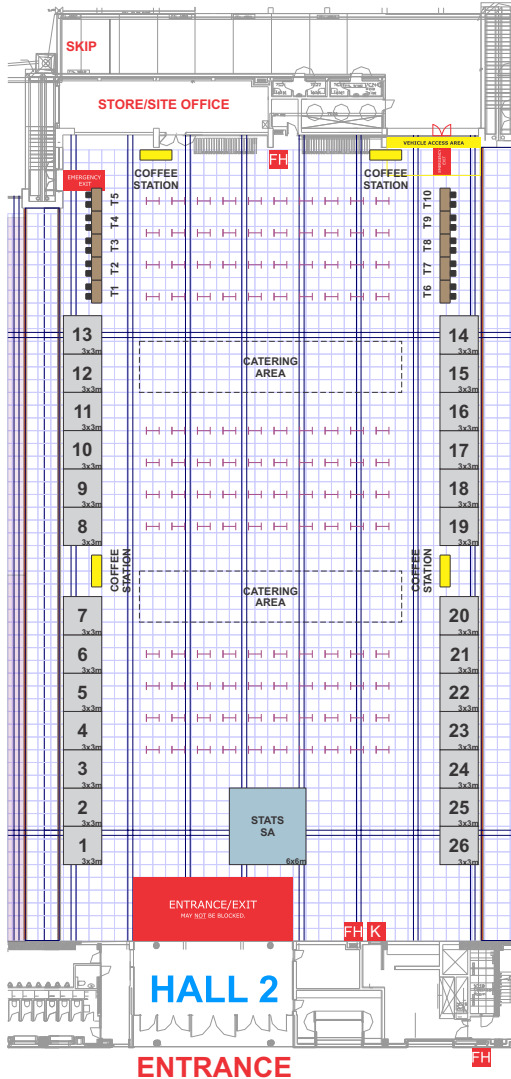 SKIP
STORE/SITE OFFICE
VEHICLE ACCESS AREA
FH
COFFEE
STATION
COFFEE
STATION
EMERGENCY
EXIT
EMERGENCY
EXIT
T5
T4
T3
T2
T1
T10
T9
T8
T7
T6
13
3x3m
12
3x3m
11
3x3m
10
3x3m
9
3x3m
8
3x3m
14
3x3m
15
3x3m
16
3x3m
17
3x3m
18
3x3m
19
3x3m
CATERING
AREA
COFFEE
STATION
COFFEE
STATION
CATERING
AREA
7
3x3m
6
3x3m
5
3x3m
4
3x3m
3
3x3m
2
3x3m
1
3x3m
20
3x3m
21
3x3m
22
3x3m
23
3x3m
24
3x3m
25
3x3m
26
3x3m
STATS
SA
6x6m
ENTRANCE/EXIT
MAY NOT BE BLOCKED.
FH
K
HALL 2
ENTRANCE
FH